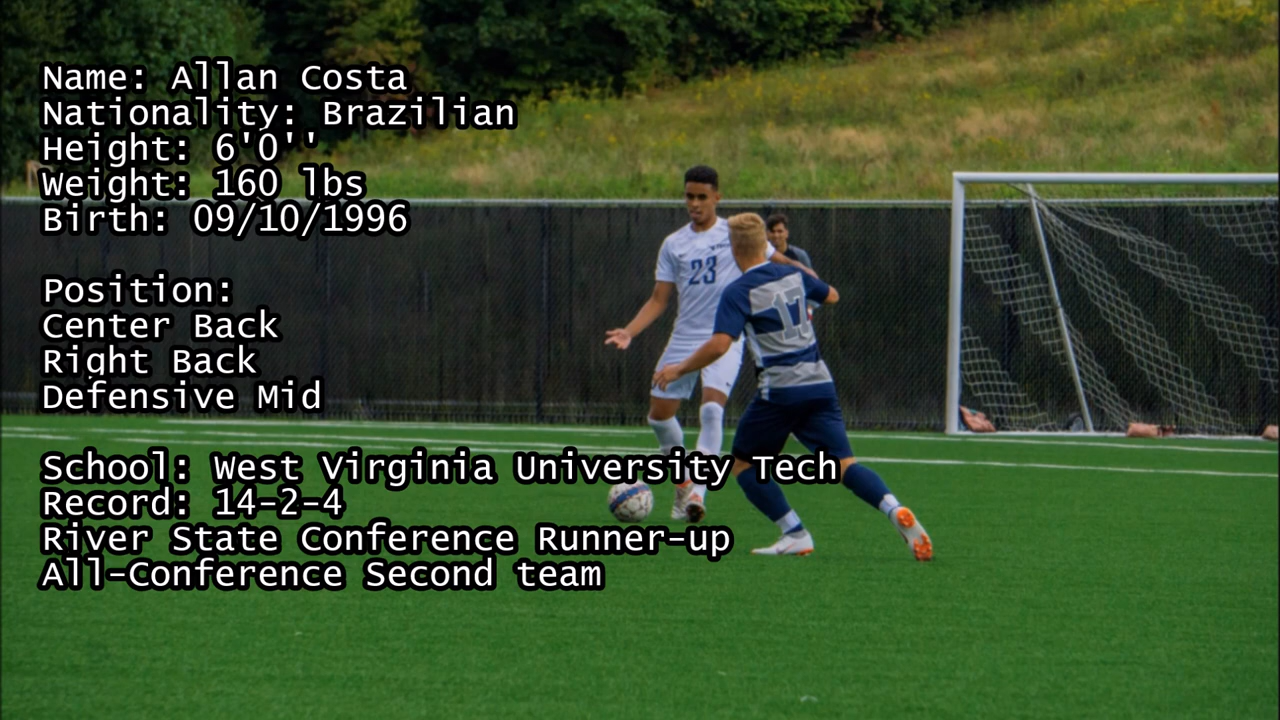 Name: Allan Costa
Nationality: Brazilian
Height: 6'0''
Weight: 160 lbs
Birth: 09/10/1996
Position:
Center Back
Right Back
Defensive Mid
School: West Virginia University Tech
Record: 14-2-4
River State Conference Runner-up
All-Conference Second team
23
17